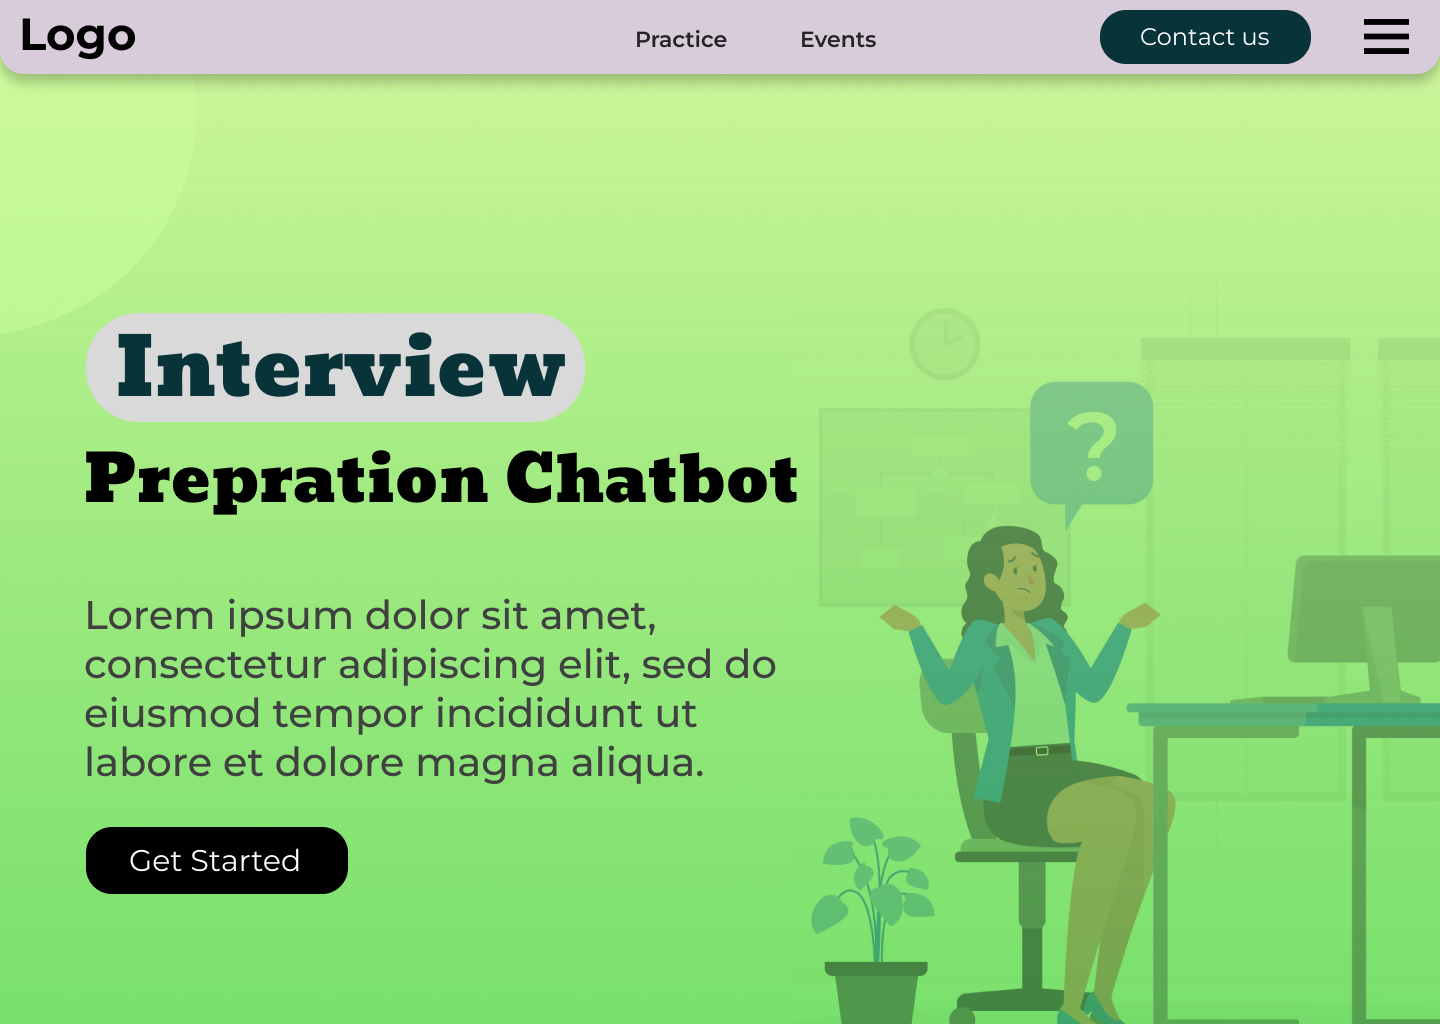 Logo
Practice
Events
Contact us
?
Interview
Prepration Chatbot
Lorem ipsum dolor sit amet,
consectetur adipiscing elit, sed do
eiusmod tempor incididunt ut
labore et dolore magna aliqua.
Get Started